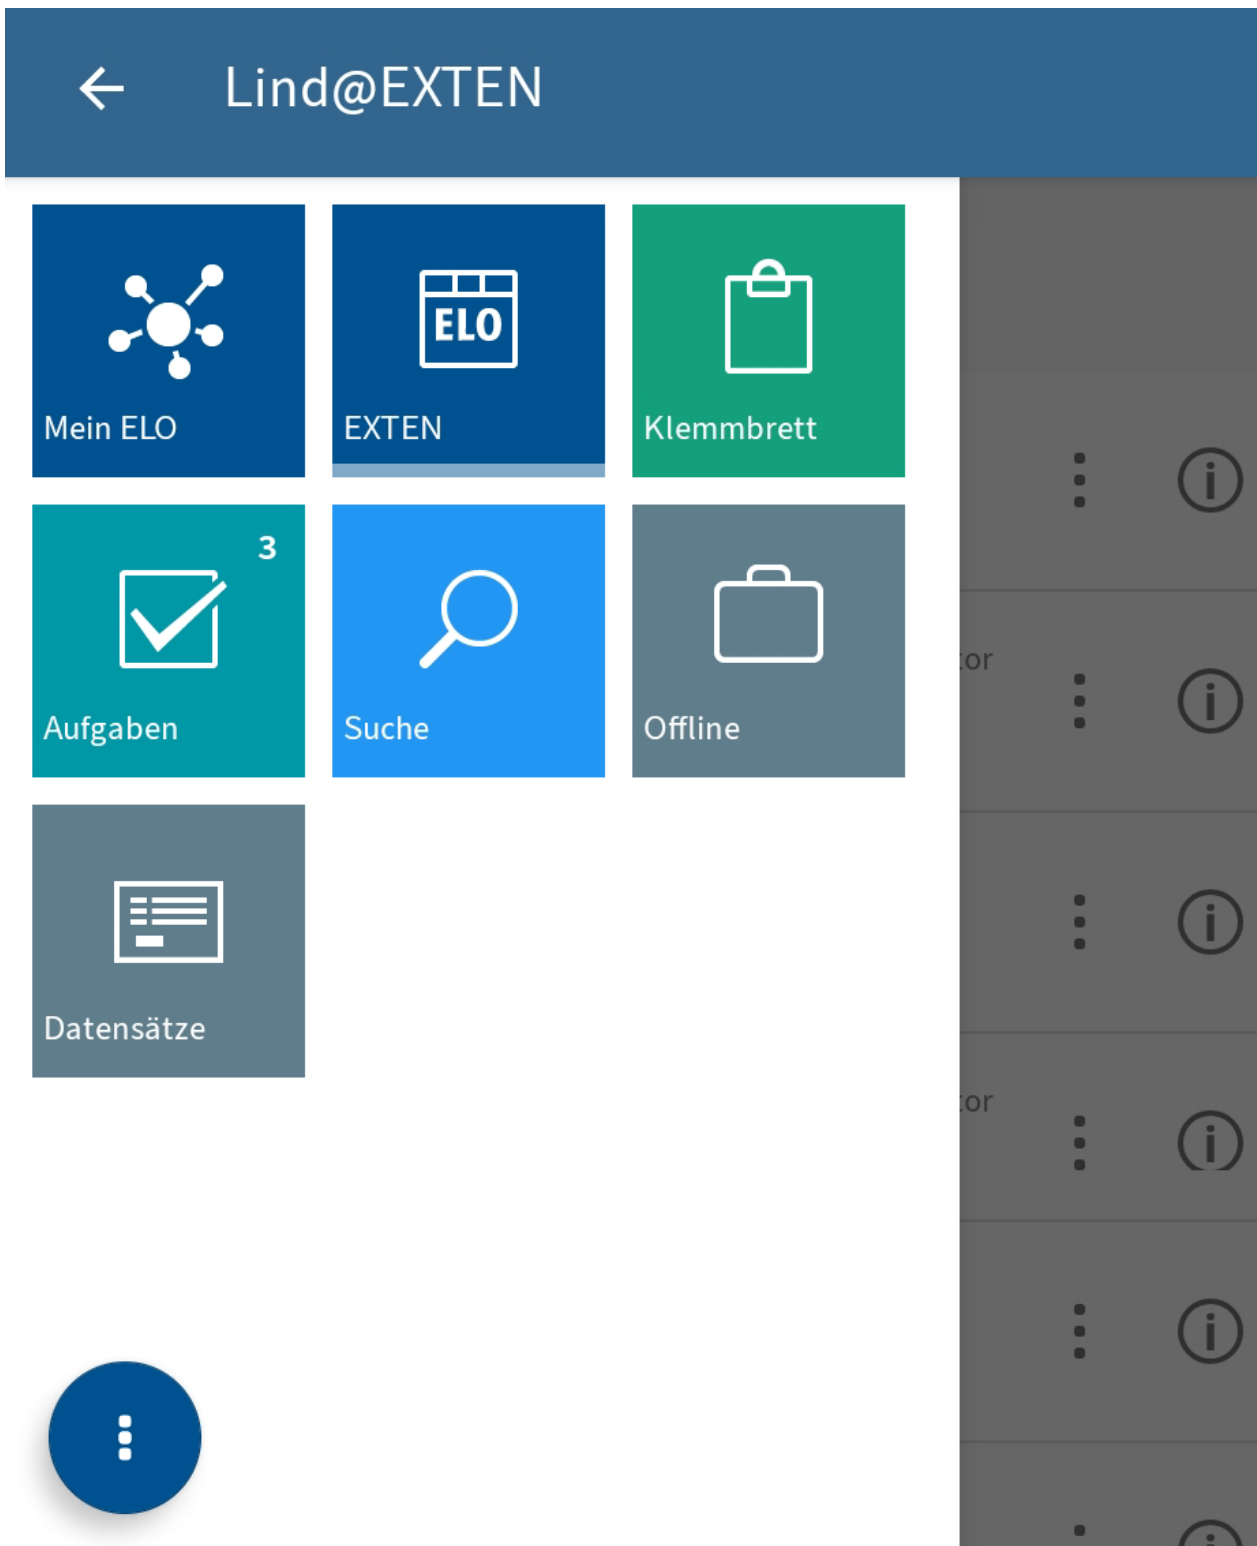 Lind@EXTEN
Mein ELO
ELO
EXTEN
Klemmbrett
3
Aufgaben
Suche
Offline
Datensätze